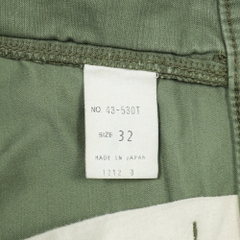 NO. 43-530T
SIZE 32
MADE IN JAPAN
1312 3